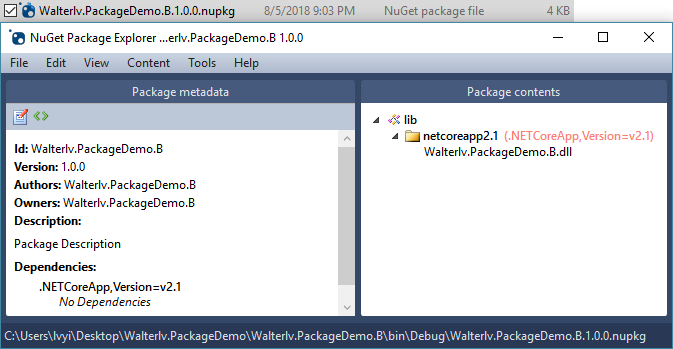 Walterlv.PackageDemo.B.1.0.0.nupkg 8/5/2018 9:03 PM NuGet package file 4 KB
NuGet Package Explorer ...erlv.PackageDemo.B 1.0.0
File Edit View Content Tools Help
Package metadata
Id: Walterlv.PackageDemo.B
Version: 1.0.0
Authors: Walterlv.PackageDemo.B
Owners: Walterlv.PackageDemo.B
Description:
Package Description
Dependencies:
.NETCoreApp,Version=v2.1
No Dependencies
Package contents
lib
netcoreapp2.1 (.NETCoreApp,Version=v2.1)
Walterlv.PackageDemo.B.dll
C:\Users\lvyi\Desktop\Walterlv.PackageDemo\Walterlv.PackageDemo.B\bin\Debug\Walterlv.PackageDemo.B.1.0.0.nupkg